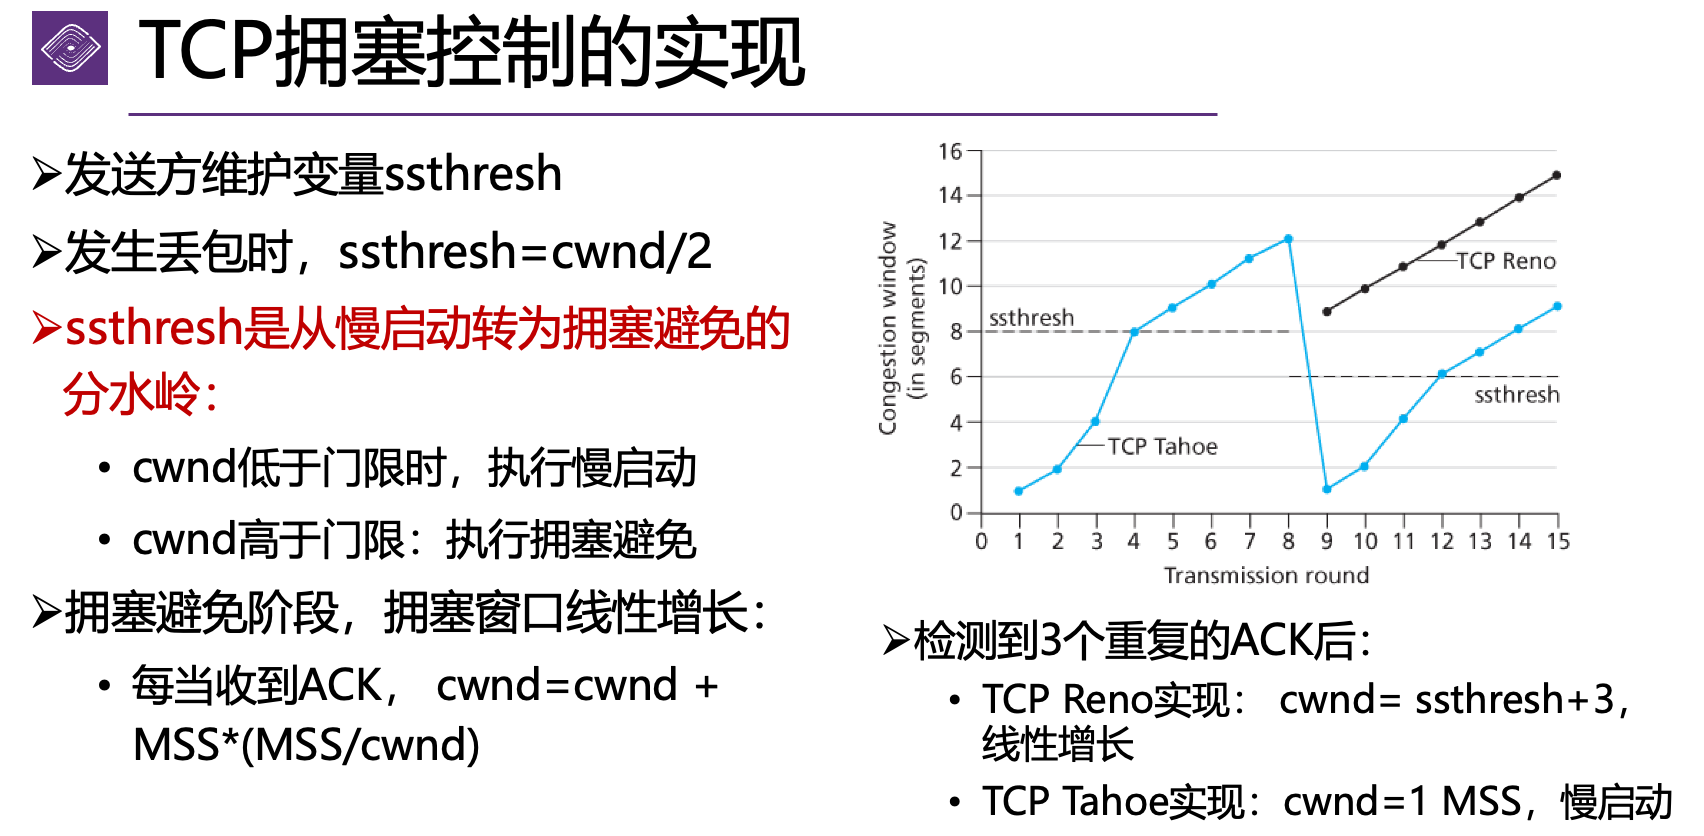 TCP拥塞控制的实现
➢发送方维护变量ssthresh
➢发生丢包时，ssthresh=cwnd/2
➢ssthresh是从慢启动转为拥塞避免的
分水岭：
• cwnd低于门限时，执行慢启动
• cwnd高于门限：执行拥塞避免
➢拥塞避免阶段，拥塞窗口线性增长：
• 每当收到ACK， cwnd=cwnd +
MSS*(MSS/cwnd)
Congestion window
(in segments)
16
14
12
10
8
6
4
2
0
ssthresh
TCP Reno
ssthresh
TCP Tahoe
0 1 2 3 4 5 6 7 8 9 10 11 12 13 14 15
Transmission round
➢检测到3个重复的ACK后：
• TCP Reno实现： cwnd= ssthresh+3，
线性增长
• TCP Tahoe实现：cwnd=1 MSS，慢启动